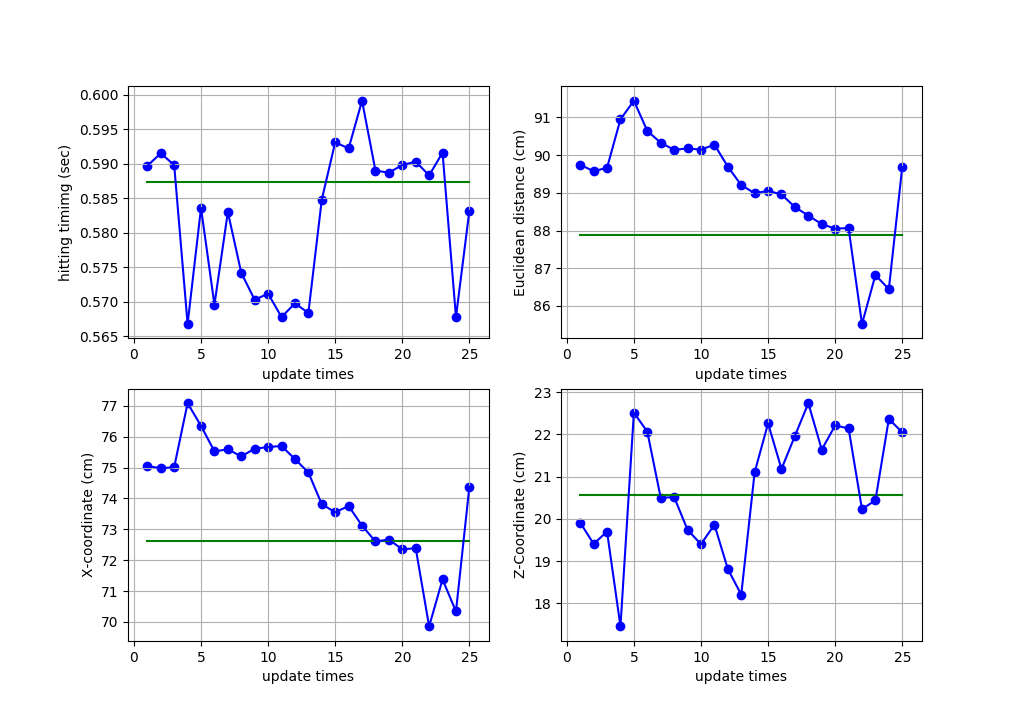 0.600
0.595
0.590
0.585
0.580
0.575
0.570
0.565
hitting timimg (sec)
0 5 10 15 20 25
update times
91
90
89
88
87
86
Euclidean distance (cm)
0 5 10 15 20 25
update times
77
76
75
74
73
72
71
70
X-coordinate (cm)
0 5 10 15 20 25
update times
23
22
21
20
19
18
Z-Coordinate (cm)
0 5 10 15 20 25
update times